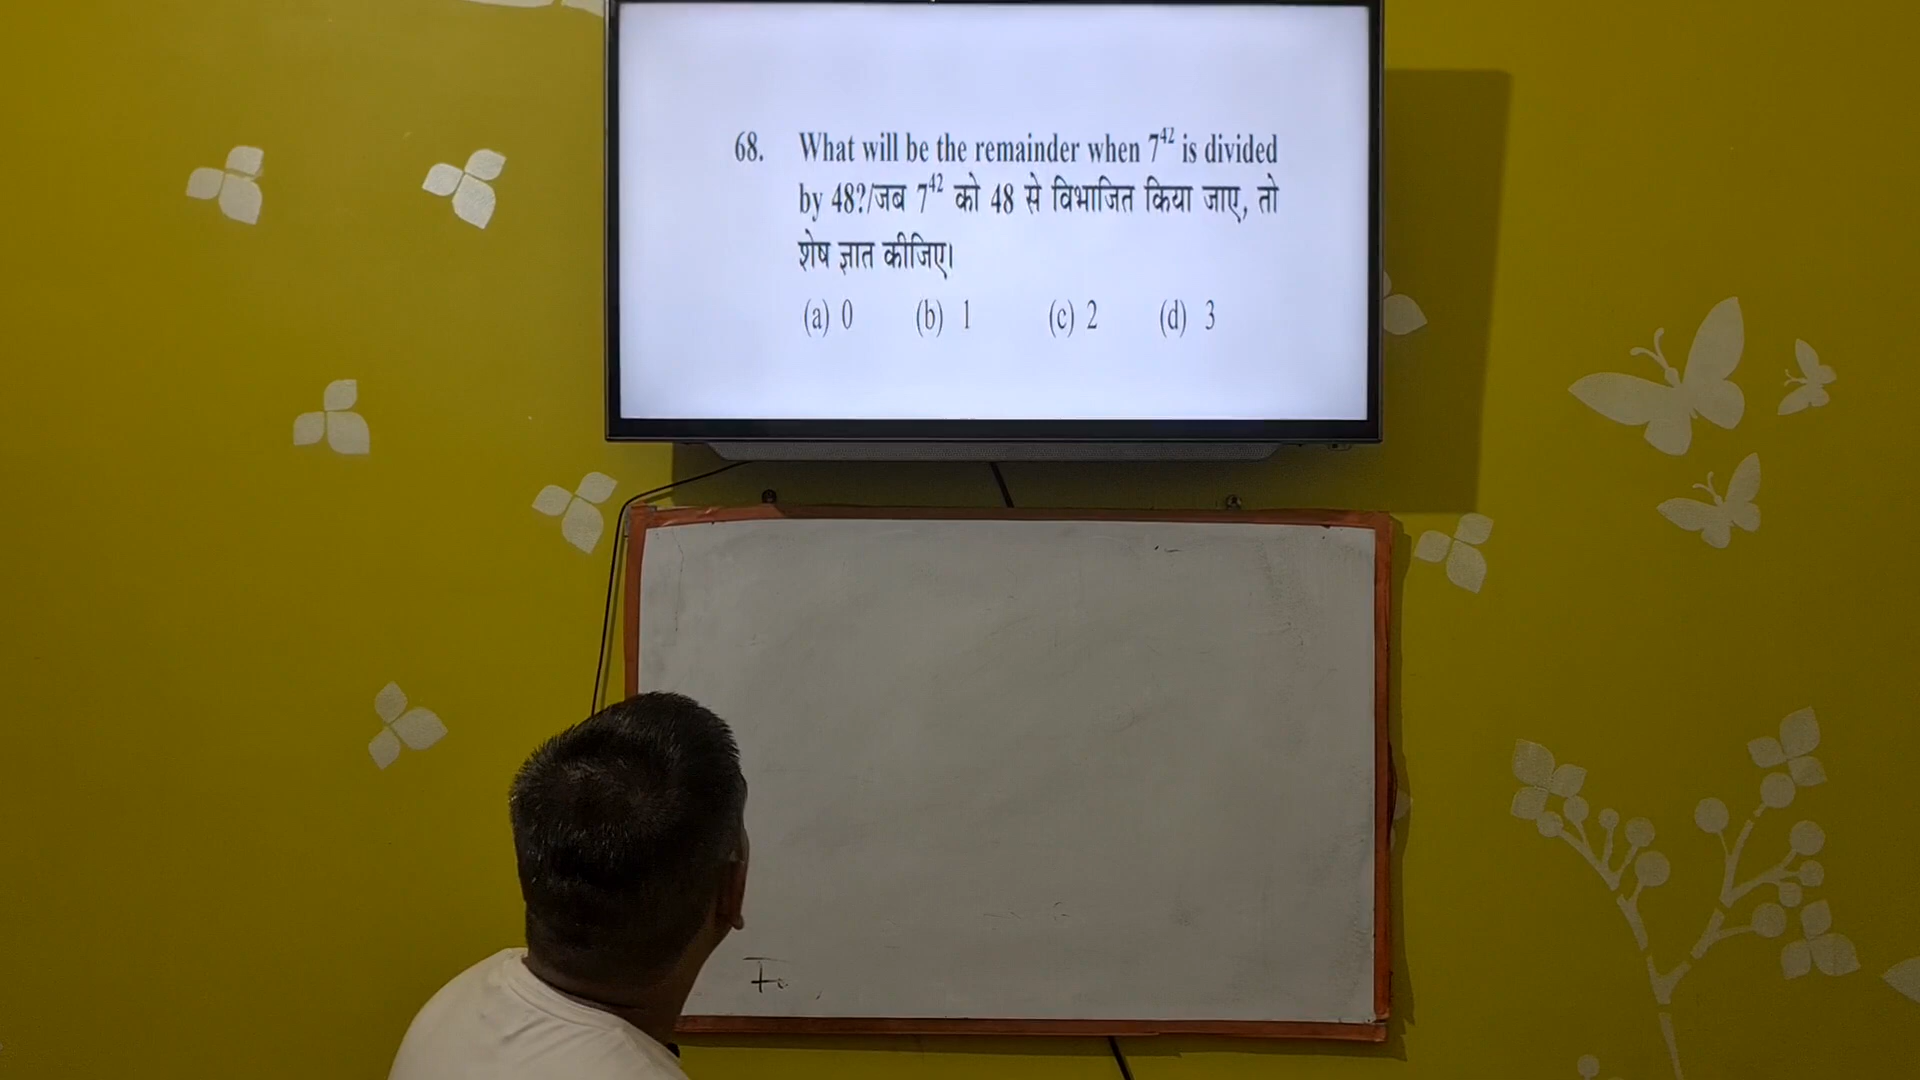 68. What will be the remainder when 7⁴² is divided
by 48?/जब 7⁴² को 48 से विभाजित किया जाए, तो
शेष ज्ञात कीजिए।
(a) 0 (b) 1 (c) 2 (d) 3